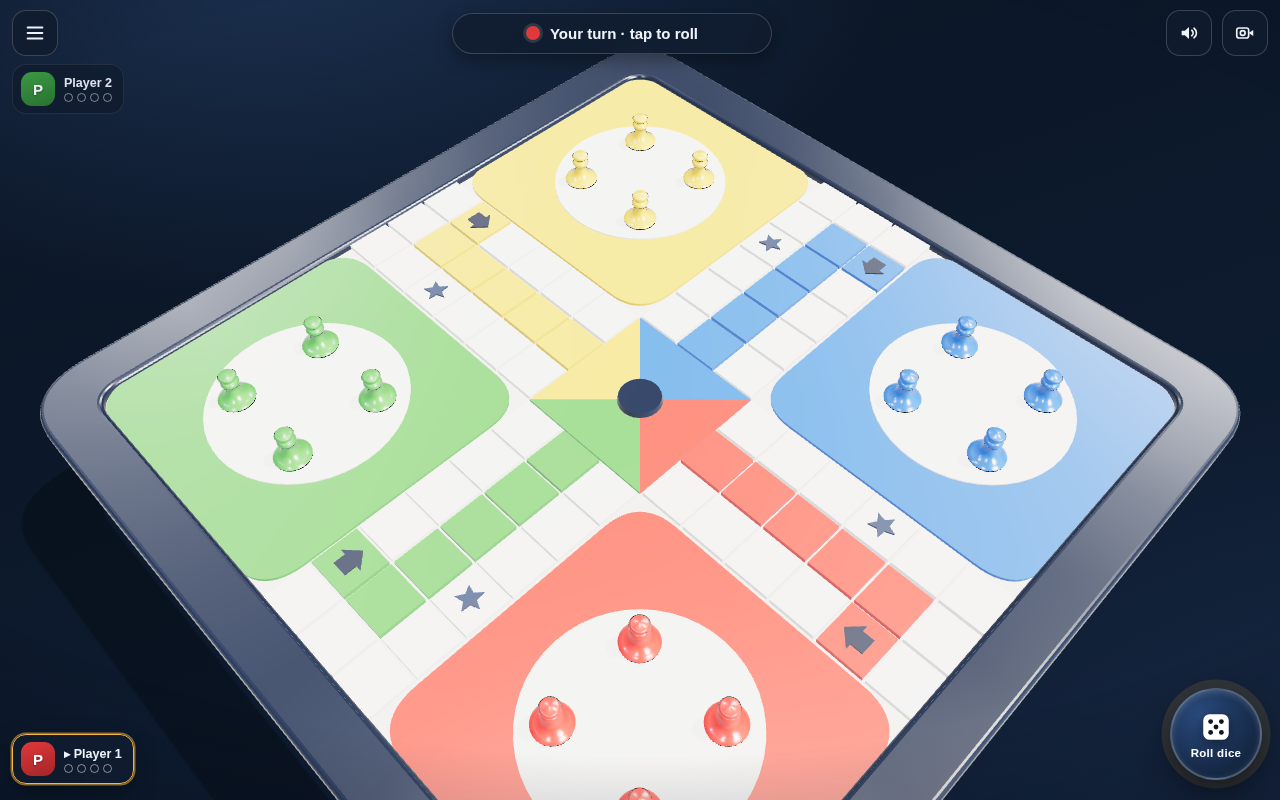 Your turn · tap to roll
P
Player 2
P
▸ Player 1
Roll dice